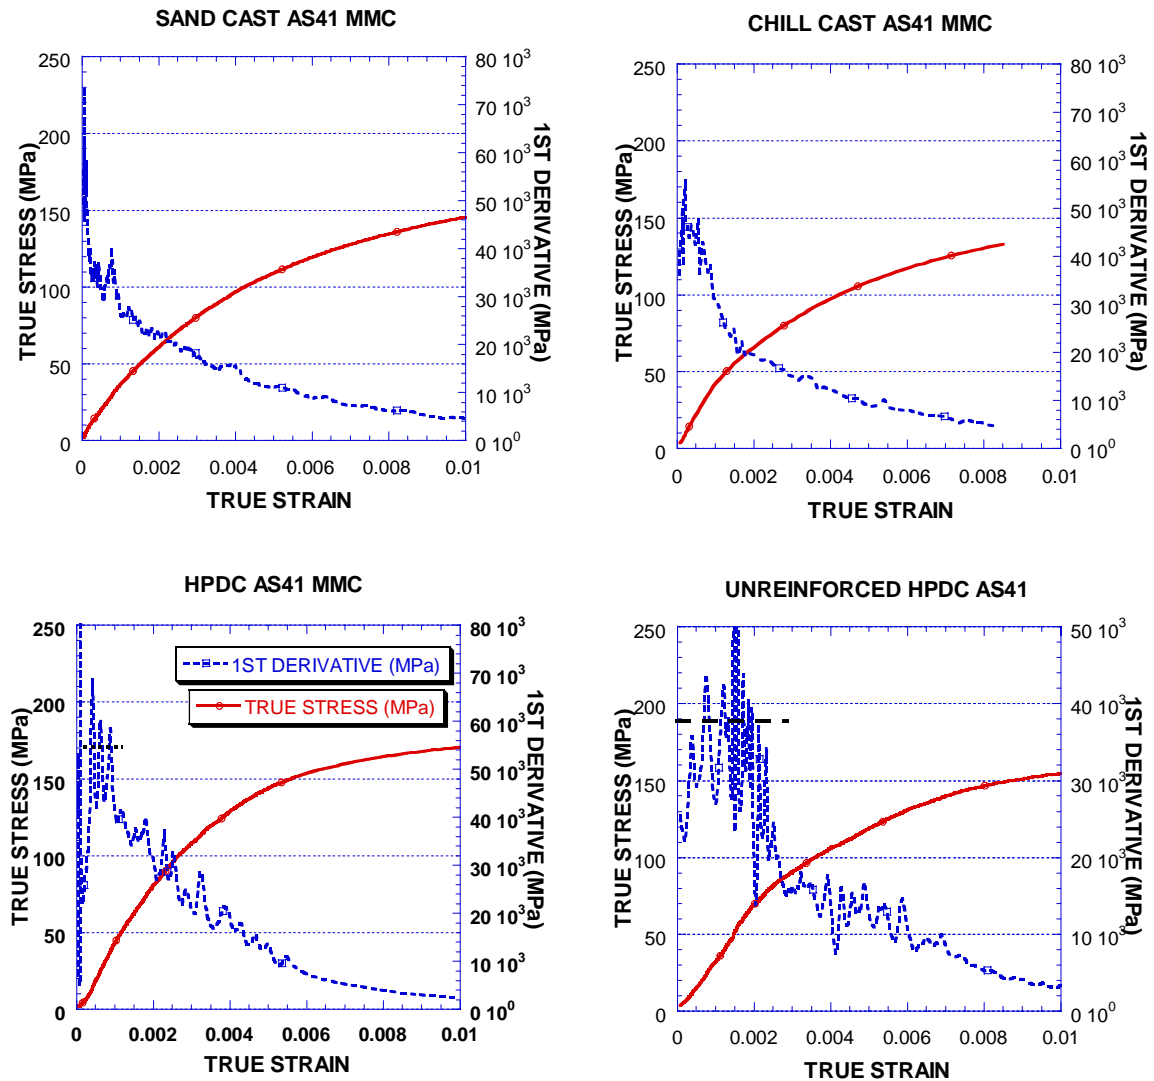 SAND CAST AS41 MMC
250
200
150
100
50
0
TRUE STRESS (MPa)
80 10³
70 10³
60 10³
50 10³
40 10³
30 10³
20 10³
10 10³
0 10⁰
1ST DERIVATIVE (MPa)
0 0.002 0.004 0.006 0.008 0.01
TRUE STRAIN
CHILL CAST AS41 MMC
250
200
150
100
50
0
TRUE STRESS (MPa)
80 10³
70 10³
60 10³
50 10³
40 10³
30 10³
20 10³
10 10³
0 10⁰
1ST DERIVATIVE (MPa)
0 0.002 0.004 0.006 0.008 0.01
TRUE STRAIN
HPDC AS41 MMC
250
200
150
100
50
0
TRUE STRESS (MPa)
1ST DERIVATIVE (MPa)
TRUE STRESS (MPa)
80 10³
70 10³
60 10³
50 10³
40 10³
30 10³
20 10³
10 10³
0 10⁰
1ST DERIVATIVE (MPa)
0 0.002 0.004 0.006 0.008 0.01
TRUE STRAIN
UNREINFORCED HPDC AS41
250
200
150
100
50
0
TRUE STRESS (MPa)
50 10³
40 10³
30 10³
20 10³
10 10³
0 10⁰
1ST DERIVATIVE (MPa)
0 0.002 0.004 0.006 0.008 0.01
TRUE STRAIN